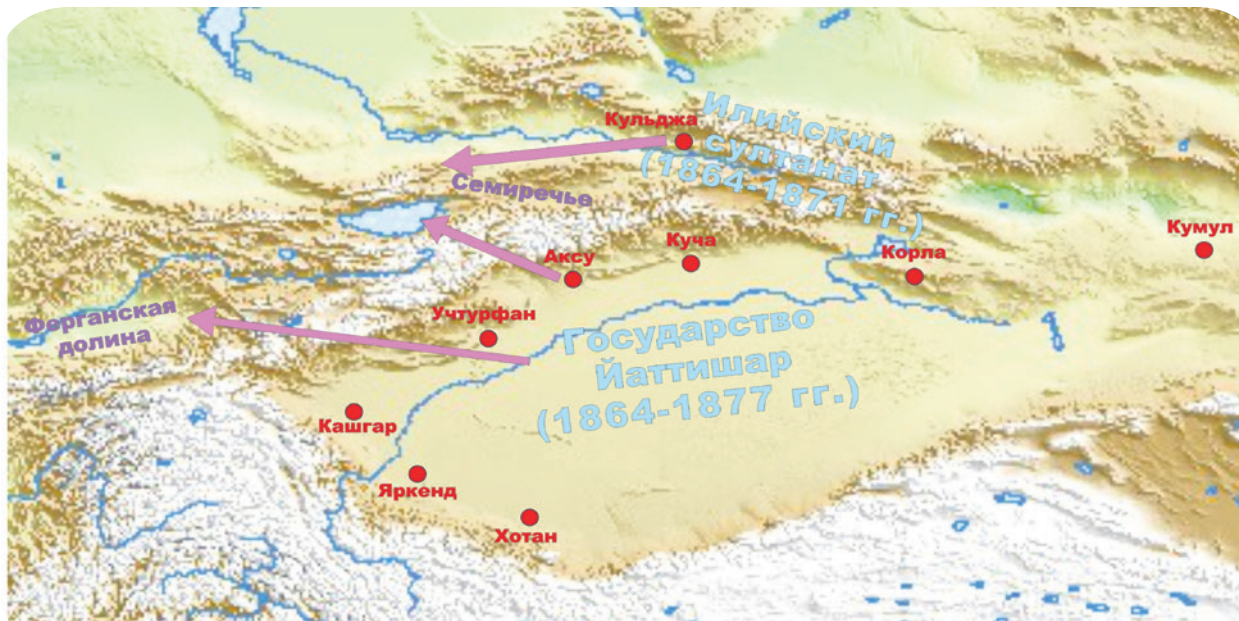 Кульджа
Илийский
султанат
(1864-1871 гг.)
Семиречье
Кумул
Куча
Корла
Аксу
Ферганская
долина
Учтурфан
Государство
Йаттишар
(1864-1877 гг.)
Кашгар
Яркенд
Хотан